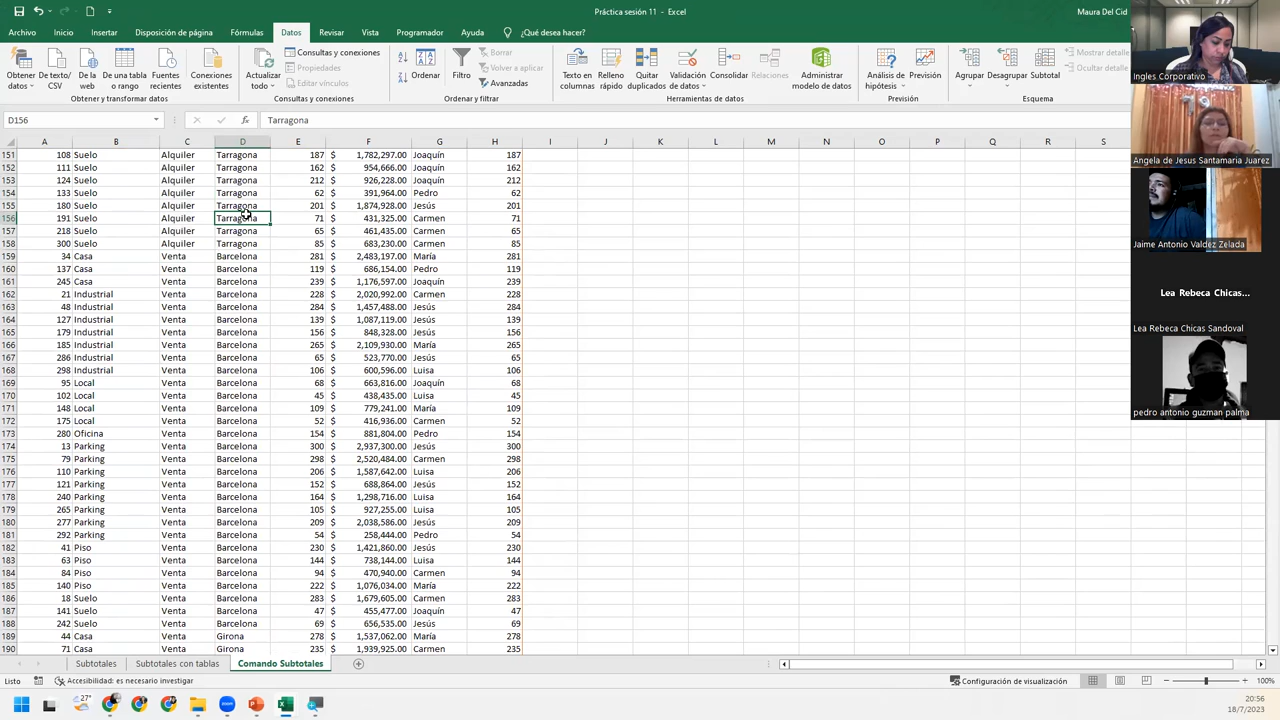 Práctica sesión 11 - Excel
Maura Del Cid
Archivo Inicio Insertar Disposición de página Fórmulas Datos Revisar Vista Programador Ayuda ¿Qué desea hacer?
Obtener datos
De texto/CSV
De la web
De una tabla o rango
Fuentes recientes
Conexiones existentes
Obtener y transformar datos
Actualizar todo
Consultas y conexiones
Propiedades
Editar vínculos
Consultas y conexiones
Ordenar
Filtro
Borrar
Volver a aplicar
Avanzadas
Ordenar y filtrar
Texto en columnas
Relleno rápido
Quitar duplicados
Validación de datos
Consolidar
Relaciones
Administrar modelo de datos
Herramientas de datos
Análisis de hipótesis
Previsión
Previsión
Agrupar
Desagrupar
Subtotal
Mostrar detalle
Ocultar detalle
Esquema
D156 fx Tarragona
A B C D E F G H I J K L M N O P Q R S
151 108 Suelo Alquiler Tarragona 187 $ 1,782,297.00 Joaquín 187
152 111 Suelo Alquiler Tarragona 162 $ 954,666.00 Joaquín 162
153 124 Suelo Alquiler Tarragona 212 $ 926,228.00 Joaquín 212
154 133 Suelo Alquiler Tarragona 62 $ 391,964.00 Pedro 62
155 180 Suelo Alquiler Tarragona 201 $ 1,874,928.00 Jesús 201
156 191 Suelo Alquiler Tarragona 71 $ 431,325.00 Carmen 71
157 218 Suelo Alquiler Tarragona 65 $ 461,435.00 Carmen 65
158 300 Suelo Alquiler Tarragona 85 $ 683,230.00 Carmen 85
159 34 Casa Venta Barcelona 281 $ 2,483,197.00 María 281
160 137 Casa Venta Barcelona 119 $ 686,154.00 Pedro 119
161 245 Casa Venta Barcelona 239 $ 1,176,597.00 Joaquín 239
162 21 Industrial Venta Barcelona 228 $ 2,020,992.00 Carmen 228
163 48 Industrial Venta Barcelona 284 $ 1,457,488.00 Jesús 284
164 127 Industrial Venta Barcelona 139 $ 1,087,119.00 Jesús 139
165 179 Industrial Venta Barcelona 156 $ 848,328.00 Jesús 156
166 185 Industrial Venta Barcelona 265 $ 2,109,930.00 María 265
167 286 Industrial Venta Barcelona 65 $ 523,770.00 Jesús 65
168 298 Industrial Venta Barcelona 106 $ 600,596.00 Luisa 106
169 95 Local Venta Barcelona 68 $ 663,816.00 Joaquín 68
170 102 Local Venta Barcelona 45 $ 438,435.00 Luisa 45
171 148 Local Venta Barcelona 109 $ 779,241.00 María 109
172 175 Local Venta Barcelona 52 $ 416,936.00 Carmen 52
173 280 Oficina Venta Barcelona 154 $ 881,804.00 Pedro 154
174 13 Parking Venta Barcelona 300 $ 2,937,300.00 Jesús 300
175 79 Parking Venta Barcelona 298 $ 2,520,484.00 Carmen 298
176 110 Parking Venta Barcelona 206 $ 1,587,642.00 Luisa 206
177 121 Parking Venta Barcelona 152 $ 688,864.00 Jesús 152
178 240 Parking Venta Barcelona 164 $ 1,298,716.00 Luisa 164
179 265 Parking Venta Barcelona 105 $ 927,255.00 Luisa 105
180 277 Parking Venta Barcelona 209 $ 2,038,586.00 Jesús 209
181 292 Parking Venta Barcelona 54 $ 258,444.00 Pedro 54
182 41 Piso Venta Barcelona 230 $ 1,421,860.00 Jesús 230
183 63 Piso Venta Barcelona 144 $ 738,144.00 Luisa 144
184 84 Piso Venta Barcelona 94 $ 470,940.00 Carmen 94
185 140 Piso Venta Barcelona 222 $ 1,076,034.00 María 222
186 18 Suelo Venta Barcelona 283 $ 1,679,605.00 Carmen 283
187 141 Suelo Venta Barcelona 47 $ 455,477.00 Joaquín 47
188 242 Suelo Venta Barcelona 69 $ 656,535.00 Jesús 69
189 44 Casa Venta Girona 278 $ 1,537,062.00 María 278
190 71 Casa Venta Girona 235 $ 1,939,925.00 Carmen 235
Subtotales Subtotales con tablas Comando Subtotales
Listo Accesibilidad: es necesario investigar Configuración de visualización 100%
27° 20:56
18/7/2023
Ingles Corporativo
Angela de Jesus Santamaria Juarez
Jaime Antonio Valdez Zelada
Lea Rebeca Chicas...
Lea Rebeca Chicas Sandoval
pedro antonio guzman palma